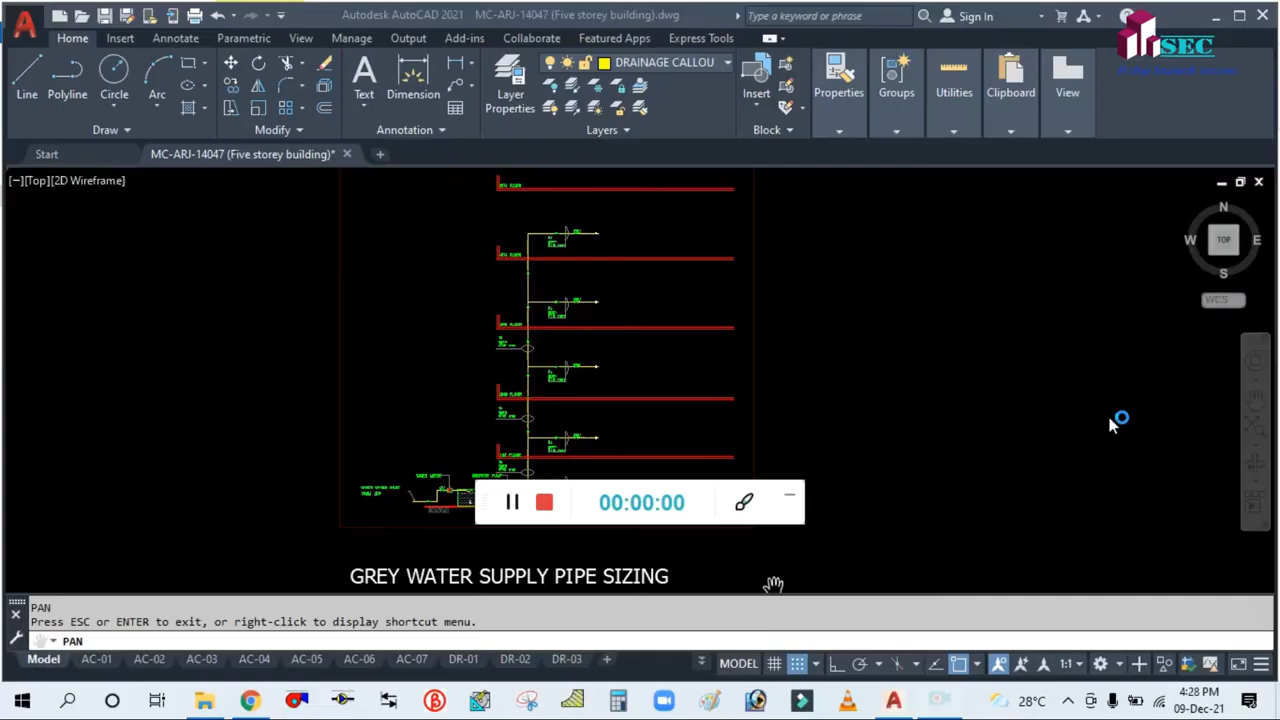 Autodesk AutoCAD 2021 MC-ARJ-14047 (Five storey building).dwg
Type a keyword or phrase
Sign In
SEC
Home Insert Annotate Parametric View Manage Output Add-ins Collaborate Featured Apps Express Tools
Line Polyline Circle Arc
Text Dimension
Layer Properties
DRAINAGE CALLOU
Insert
Properties Groups Utilities Clipboard View
Draw Modify Annotation Layers Block
Start MC-ARJ-14047 (Five storey building)*
[−][Top][2D Wireframe]
N
W TOP E
S
WCS
00:00:00
GREY WATER SUPPLY PIPE SIZING
PAN
Press ESC or ENTER to exit, or right-click to display shortcut menu.
PAN
Model AC-01 AC-02 AC-03 AC-04 AC-05 AC-06 AC-07 DR-01 DR-02 DR-03
MODEL 1:1
28°C
4:28 PM
09-Dec-21